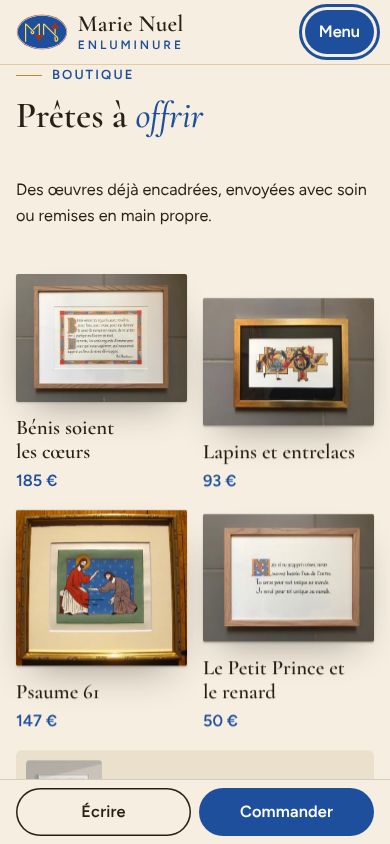 Marie Nuel
ENLUMINURE
Menu
BOUTIQUE
Prêtes à offrir
Des œuvres déjà encadrées, envoyées avec soin
ou remises en main propre.
Bénis soient
les cœurs
185 €
Lapins et entrelacs
93 €
Psaume 61
147 €
Le Petit Prince et
le renard
50 €
Écrire
Commander